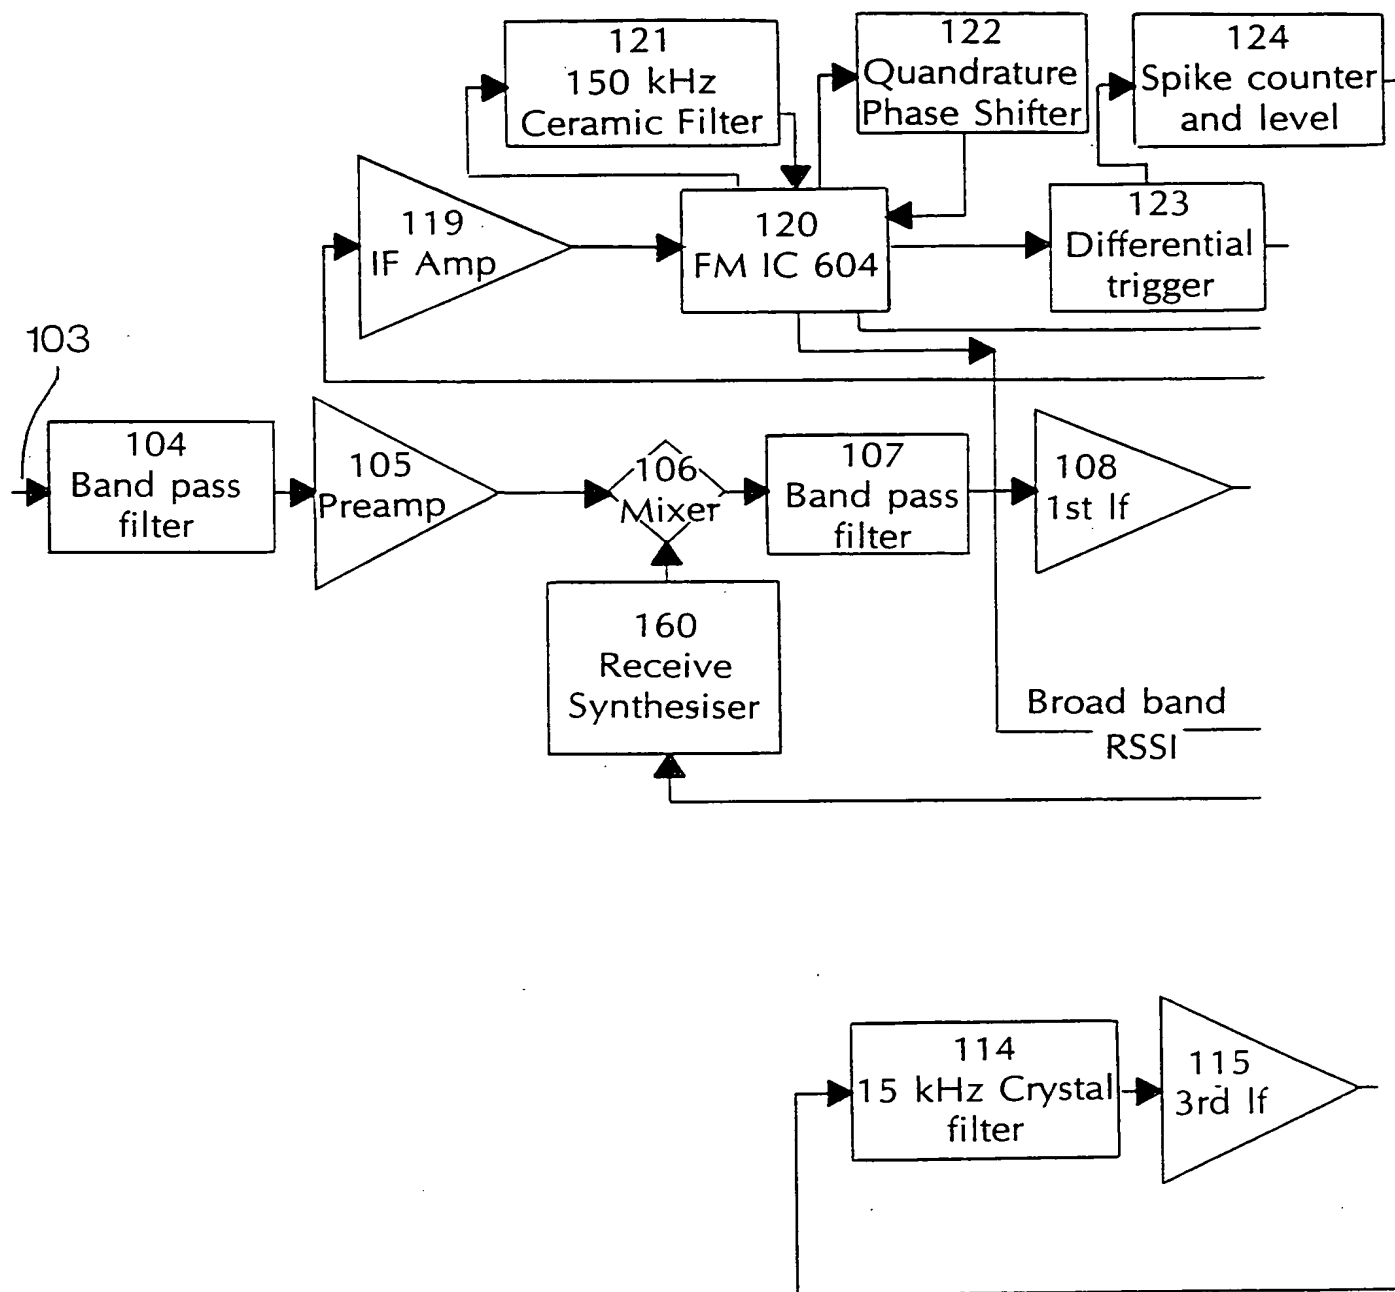 121
150 kHz
Ceramic Filter
122
Quandrature
Phase Shifter
124
Spike counter
and level
119
IF Amp
120
FM IC 604
123
Differential
trigger
103
104
Band pass
filter
105
Preamp
106
Mixer
107
Band pass
filter
108
1st lf
160
Receive
Synthesiser
Broad band
RSSI
114
15 kHz Crystal
filter
115
3rd lf